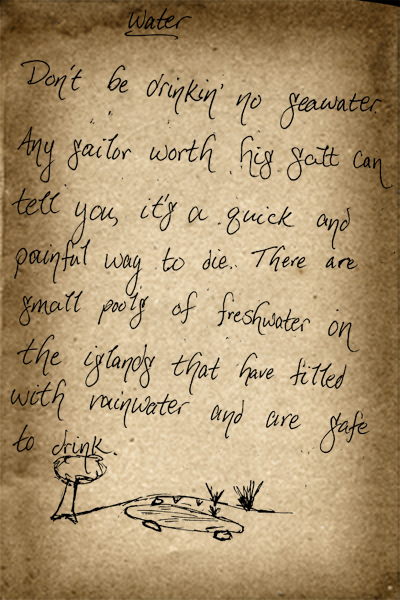 Water
Don't be drinkin' no seawater.
Any sailor worth his salt can
tell you, it's a quick and
painful way to die. There are
small pools of freshwater on
the islands that have filled
with rainwater and are safe
to drink.